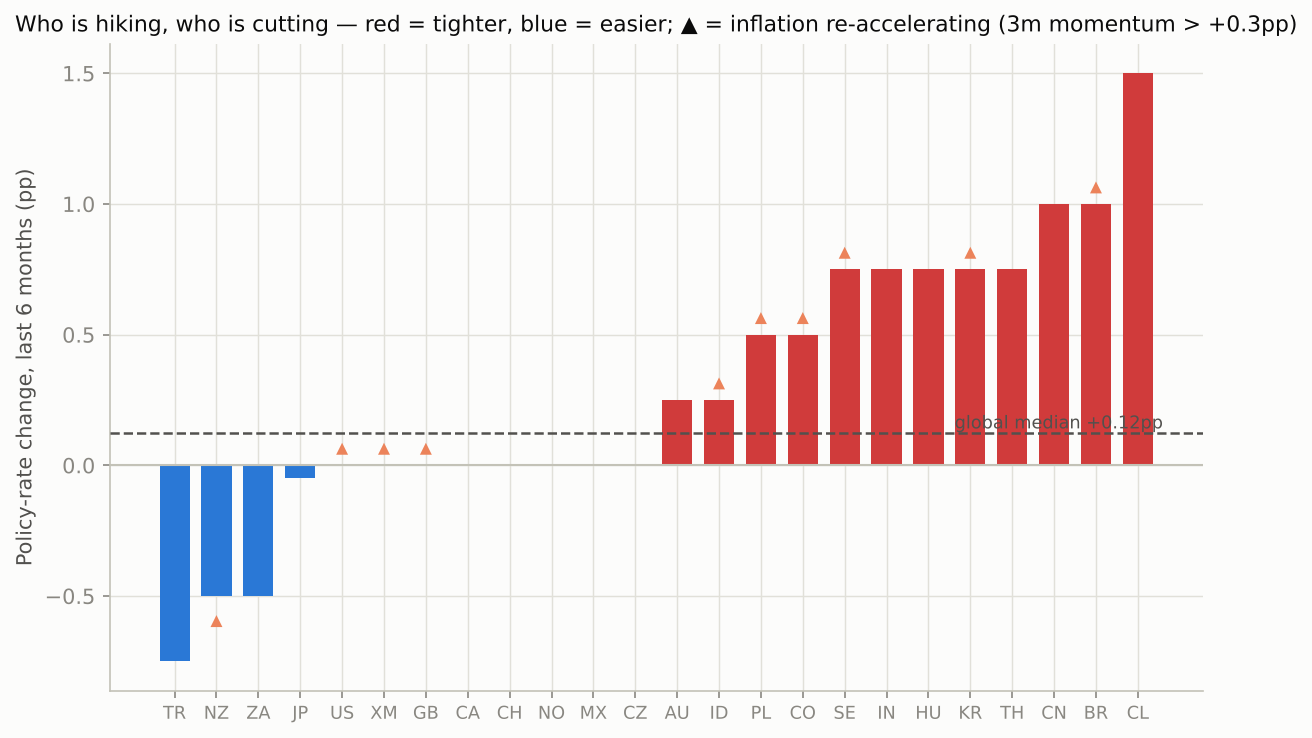 Who is hiking, who is cutting — red = tighter, blue = easier; ▲ = inflation re-accelerating (3m momentum > +0.3pp)
Policy-rate change, last 6 months (pp)
1.5
1.0
0.5
0.0
−0.5
global median +0.12pp
TR NZ ZA JP US XM GB CA CH NO MX CZ AU ID PL CO SE IN HU KR TH CN BR CL